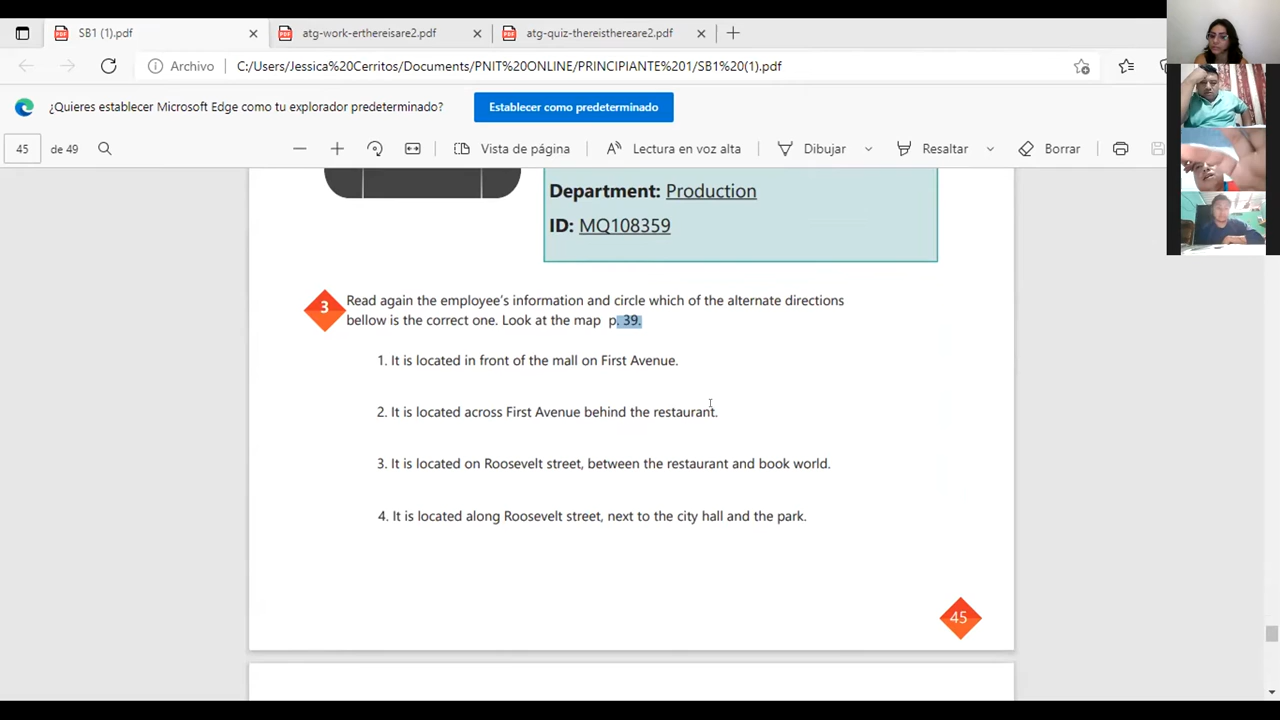 SB1 (1).pdf
atg-work-erthereisare2.pdf
atg-quiz-thereisthereare2.pdf
Archivo
C:/Users/Jessica%20Cerritos/Documents/PNIT%20ONLINE/PRINCIPIANTE%201/SB1%20(1).pdf
¿Quieres establecer Microsoft Edge como tu explorador predeterminado?
Establecer como predeterminado
45 de 49
Vista de página
Lectura en voz alta
Dibujar
Resaltar
Borrar
Department: Production
ID: MQ108359
3
Read again the employee's information and circle which of the alternate directions
bellow is the correct one. Look at the map p. 39.
1. It is located in front of the mall on First Avenue.
2. It is located across First Avenue behind the restaurant.
3. It is located on Roosevelt street, between the restaurant and book world.
4. It is located along Roosevelt street, next to the city hall and the park.
45